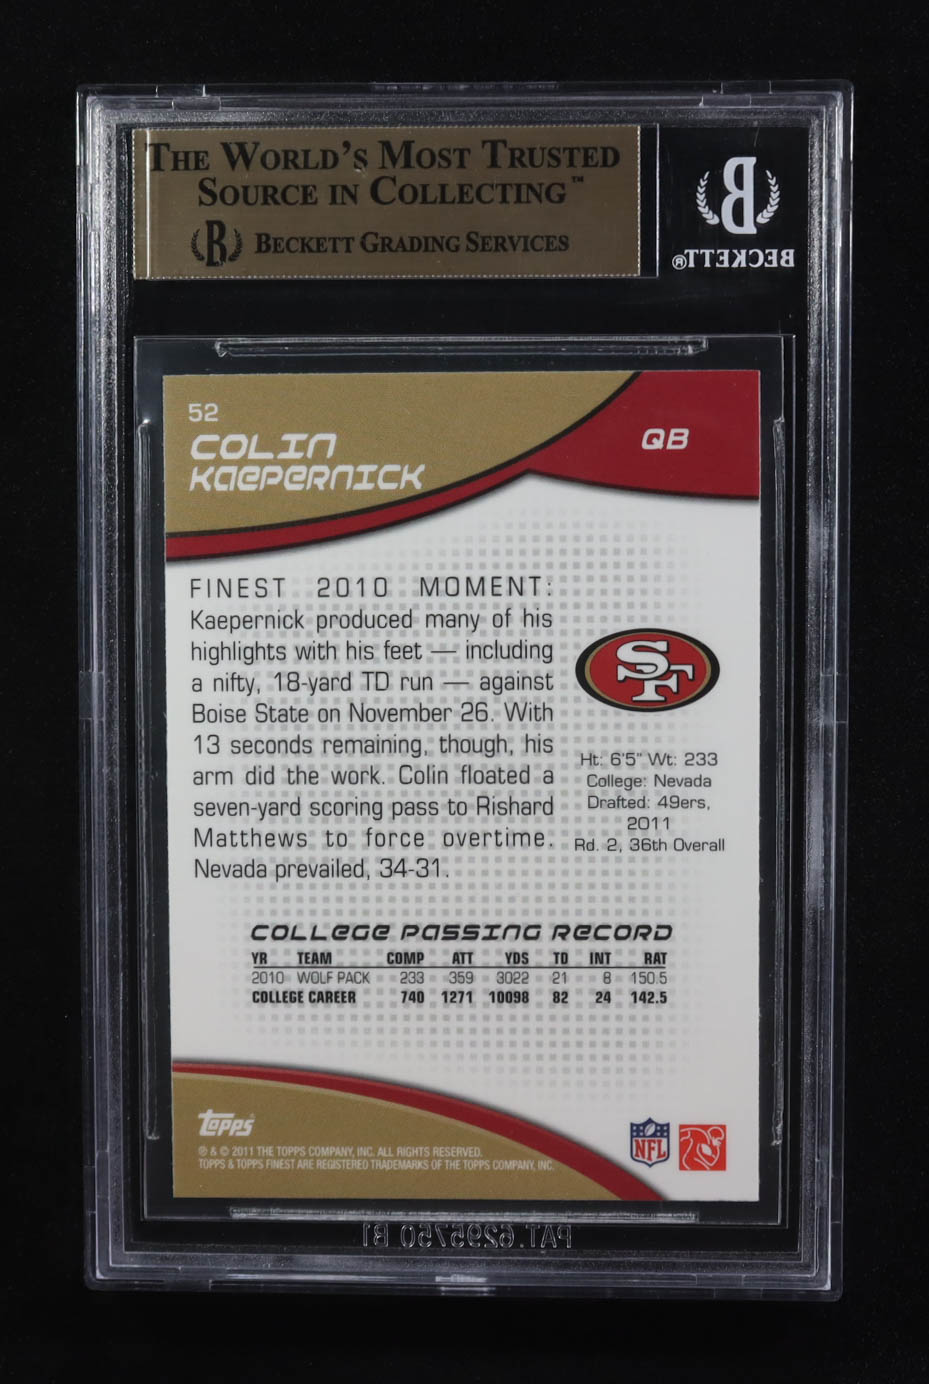 THE WORLD'S MOST TRUSTED
SOURCE IN COLLECTING™
B BECKETT GRADING SERVICES
B
BECKETT®
52
COLIN
KAEPERNICK
QB
FINEST 2010 MOMENT:
Kaepernick produced many of his
highlights with his feet — including
a nifty, 18-yard TD run — against
Boise State on November 26. With
13 seconds remaining, though, his
arm did the work. Colin floated a
seven-yard scoring pass to Rishard
Matthews to force overtime.
Nevada prevailed, 34-31.
SF
Ht: 6'5" Wt: 233
College: Nevada
Drafted: 49ers,
2011
Rd. 2, 36th Overall
COLLEGE PASSING RECORD
YR TEAM COMP ATT YDS TD INT RAT
2010 WOLF PACK 233 359 3022 21 8 150.5
COLLEGE CAREER 740 1271 10098 82 24 142.5
Topps
® & © 2011 THE TOPPS COMPANY, INC. ALL RIGHTS RESERVED.
TOPPS & TOPPS FINEST ARE REGISTERED TRADEMARKS OF THE TOPPS COMPANY, INC.
NFL
PAT. 6295750 B1